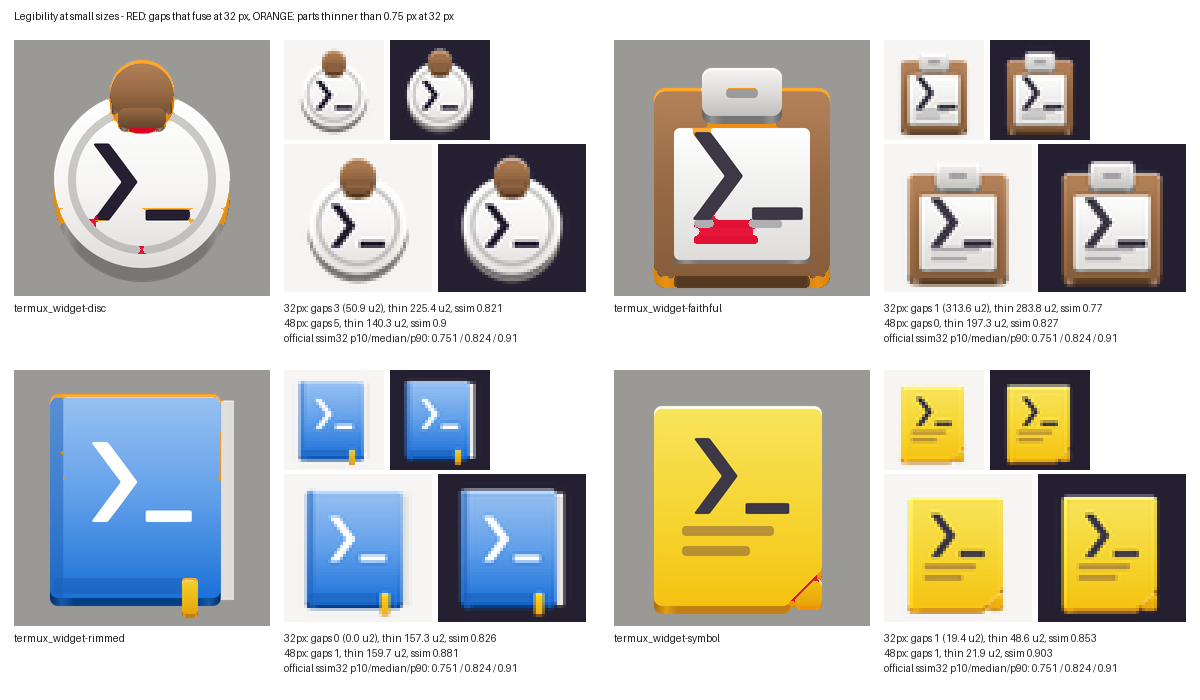 Legibility at small sizes - RED: gaps that fuse at 32 px, ORANGE: parts thinner than 0.75 px at 32 px
termux_widget-disc
32px: gaps 3 (50.9 u2), thin 225.4 u2, ssim 0.821
48px: gaps 5, thin 140.3 u2, ssim 0.9
official ssim32 p10/median/p90: 0.751 / 0.824 / 0.91
termux_widget-faithful
32px: gaps 1 (313.6 u2), thin 283.8 u2, ssim 0.77
48px: gaps 0, thin 197.3 u2, ssim 0.827
official ssim32 p10/median/p90: 0.751 / 0.824 / 0.91
termux_widget-rimmed
32px: gaps 0 (0.0 u2), thin 157.3 u2, ssim 0.826
48px: gaps 1, thin 159.7 u2, ssim 0.881
official ssim32 p10/median/p90: 0.751 / 0.824 / 0.91
termux_widget-symbol
32px: gaps 1 (19.4 u2), thin 48.6 u2, ssim 0.853
48px: gaps 1, thin 21.9 u2, ssim 0.903
official ssim32 p10/median/p90: 0.751 / 0.824 / 0.91